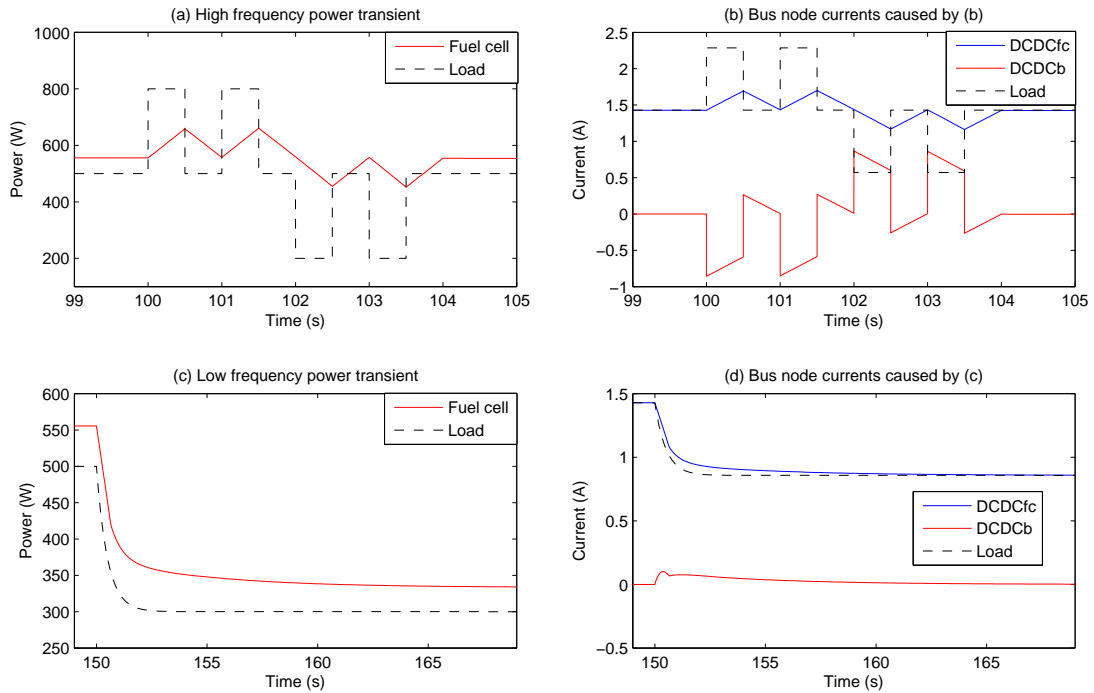 (a) High frequency power transient
1000
800
600
400
200
Power (W)
99 100 101 102 103 104 105
Time (s)
Fuel cell
Load
(b) Bus node currents caused by (b)
2.5
2
1.5
1
0.5
0
−0.5
−1
Current (A)
99 100 101 102 103 104 105
Time (s)
DCDCfc
DCDCb
Load
(c) Low frequency power transient
600
550
500
450
400
350
300
250
Power (W)
150 155 160 165
Time (s)
Fuel cell
Load
(d) Bus node currents caused by (c)
1.5
1
0.5
0
−0.5
Current (A)
150 155 160 165
Time (s)
DCDCfc
DCDCb
Load